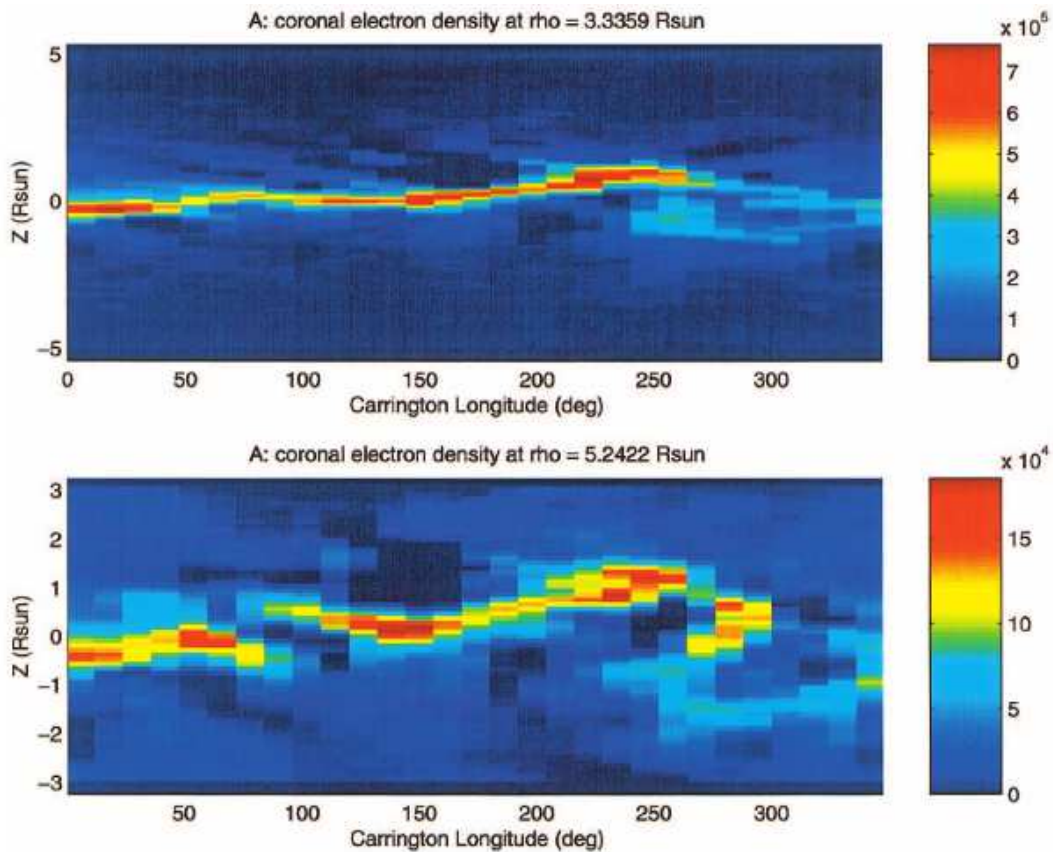 A: coronal electron density at rho = 3.3359 Rsun
x 10^5
5
0
−5
Z (Rsun)
0 50 100 150 200 250 300
Carrington Longitude (deg)
7
6
5
4
3
2
1
0
A: coronal electron density at rho = 5.2422 Rsun
x 10^4
3
2
1
0
−1
−2
−3
Z (Rsun)
50 100 150 200 250 300
Carrington Longitude (deg)
15
10
5
0